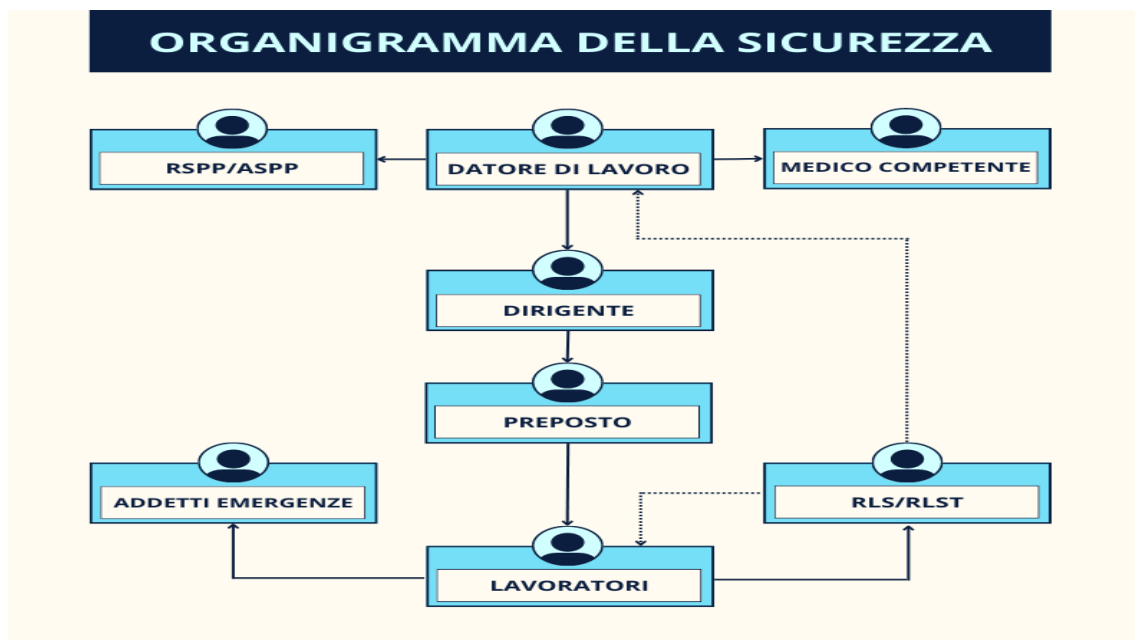 ORGANIGRAMMA DELLA SICUREZZA
RSPP/ASPP
DATORE DI LAVORO
MEDICO COMPETENTE
DIRIGENTE
PREPOSTO
ADDETTI EMERGENZE
RLS/RLST
LAVORATORI